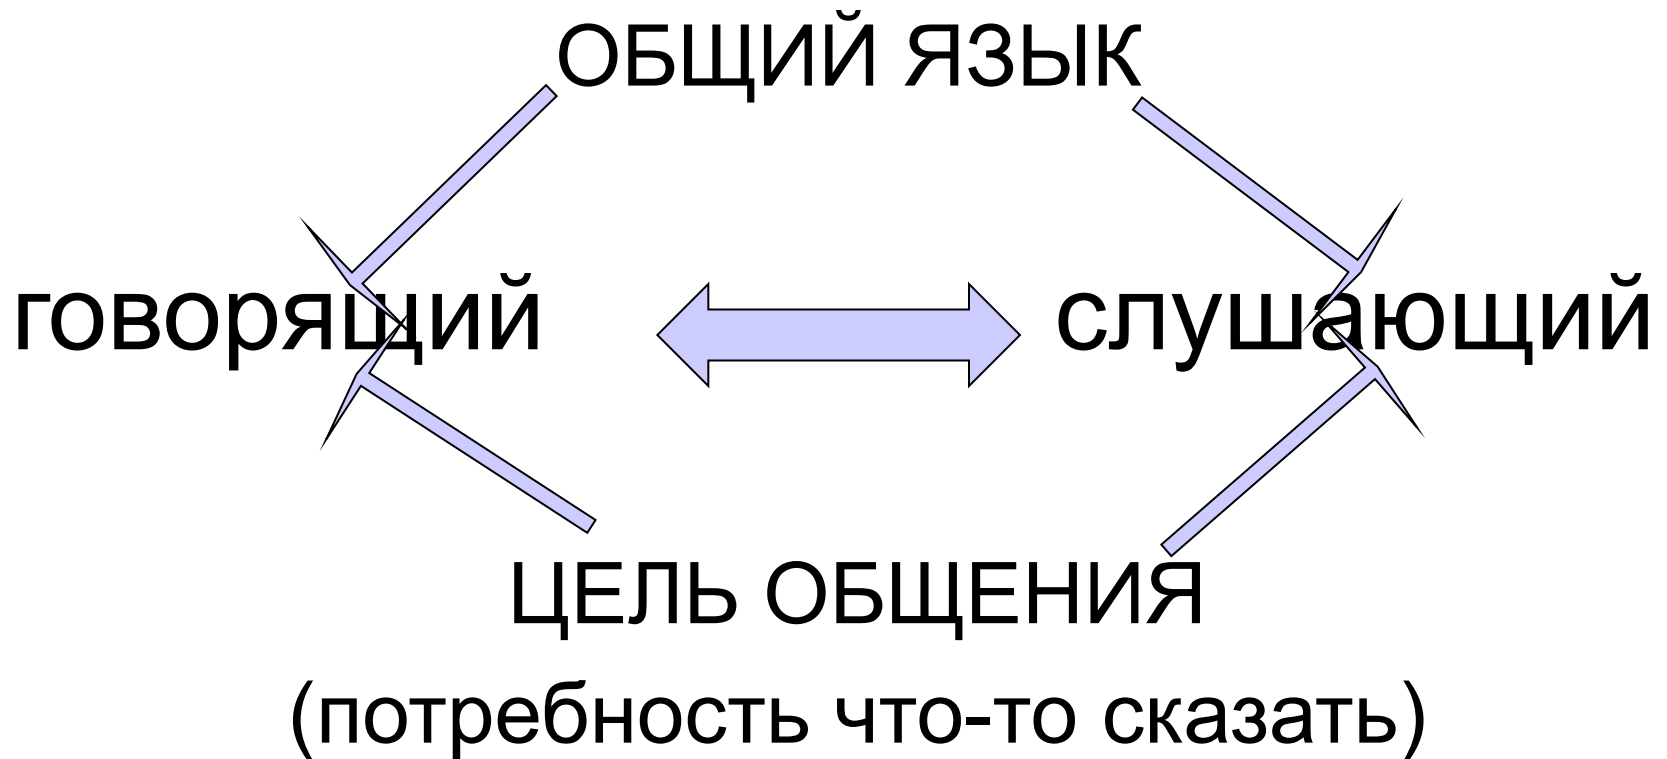 ОБЩИЙ ЯЗЫК
говорящий слушающий
ЦЕЛЬ ОБЩЕНИЯ
(потребность что-то сказать)